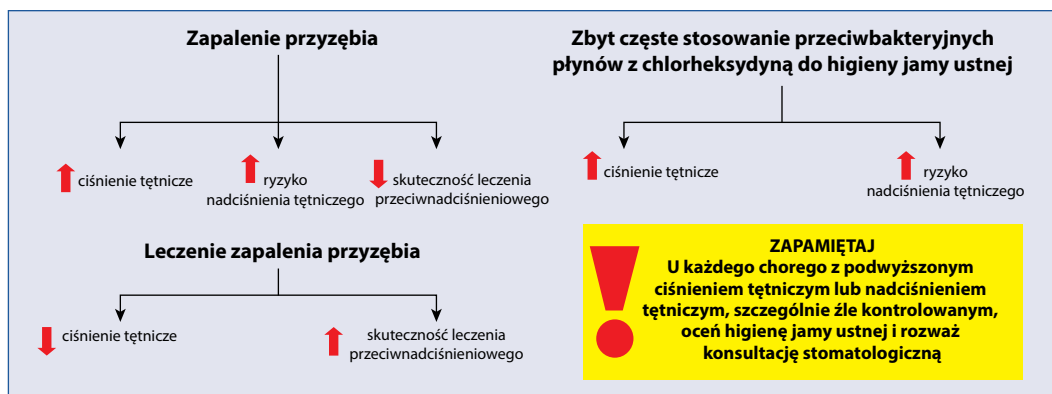 Zapalenie przyzębia
ciśnienie tętnicze
ryzyko
nadciśnienia tętniczego
skuteczność leczenia
przeciwnadciśnieniowego
Leczenie zapalenia przyzębia
ciśnienie tętnicze
skuteczność leczenia
przeciwnadciśnieniowego
Zbyt częste stosowanie przeciwbakteryjnych
płynów z chlorheksydyną do higieny jamy ustnej
ciśnienie tętnicze
ryzyko
nadciśnienia tętniczego
ZAPAMIĘTAJ
U każdego chorego z podwyższonym
ciśnieniem tętniczym lub nadciśnieniem
tętniczym, szczególnie źle kontrolowanym,
oceń higienę jamy ustnej i rozważ
konsultację stomatologiczną